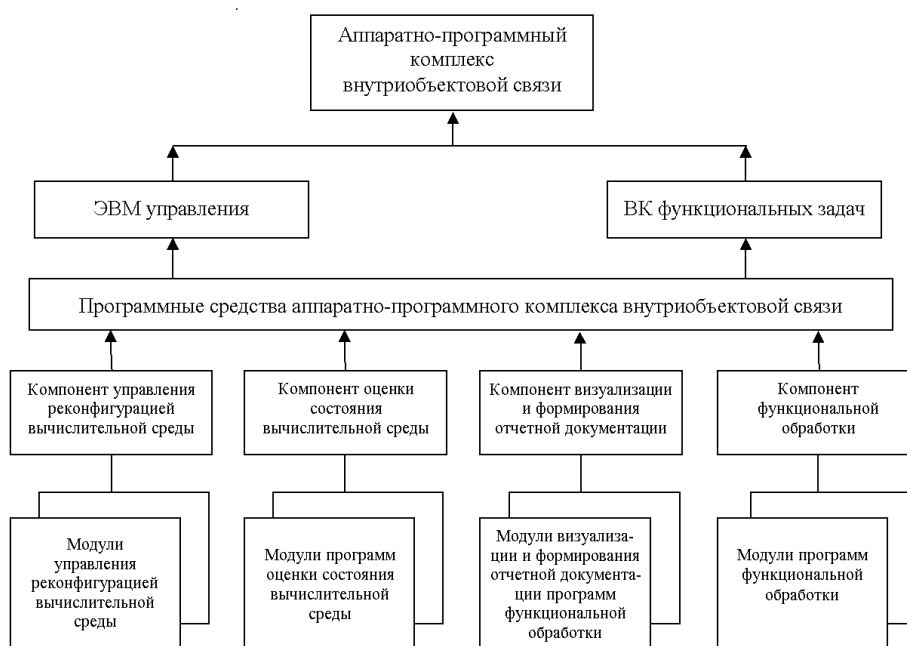 Аппаратно-программный
комплекс
внутриобъектовой связи
ЭВМ управления
ВК функциональных задач
Программные средства аппаратно-программного комплекса внутриобъектовой связи
Компонент управления
реконфигурацией
вычислительной среды
Компонент оценки
состояния
вычислительной среды
Компонент визуализации
и формирования
отчетной документации
Компонент
функциональной
обработки
Модули
управления
реконфигурацией
вычислительной
среды
Модули программ
оценки состояния
вычислительной
среды
Модули визуализа-
ции и формирования
отчетной документа-
ции программ
функциональной
обработки
Модули программ
функциональной
обработки